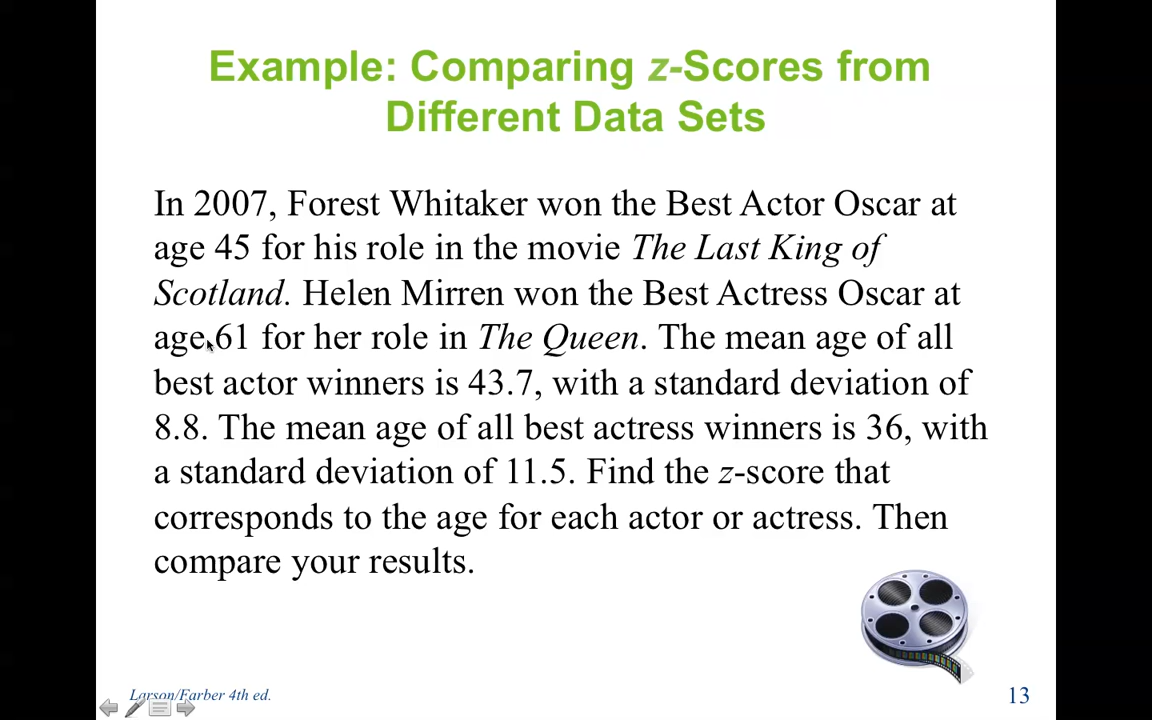 Example: Comparing z-Scores from
Different Data Sets
In 2007, Forest Whitaker won the Best Actor Oscar at
age 45 for his role in the movie The Last King of
Scotland. Helen Mirren won the Best Actress Oscar at
age 61 for her role in The Queen. The mean age of all
best actor winners is 43.7, with a standard deviation of
8.8. The mean age of all best actress winners is 36, with
a standard deviation of 11.5. Find the z-score that
corresponds to the age for each actor or actress. Then
compare your results.
Larson/Farber 4th ed.
13